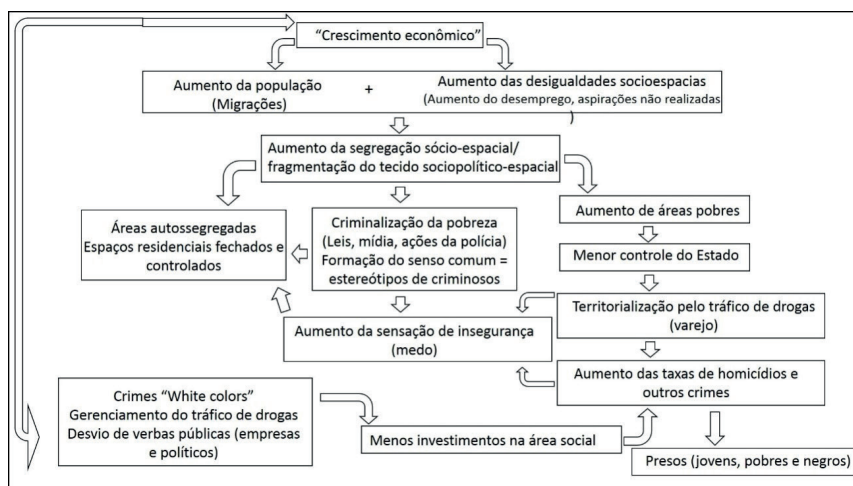 “Crescimento econômico”
Aumento da população
(Migrações)
+
Aumento das desigualdades socioespacias
(Aumento do desemprego, aspirações não realizadas
)
Aumento da segregação sócio-espacial/
fragmentação do tecido sociopolítico-espacial
Áreas autossegregadas
Espaços residenciais fechados e
controlados
Criminalização da pobreza
(Leis, mídia, ações da polícia)
Formação do senso comum =
estereótipos de criminosos
Aumento de áreas pobres
Menor controle do Estado
Territorialização pelo tráfico de drogas
(varejo)
Aumento da sensação de insegurança
(medo)
Aumento das taxas de homicídios e
outros crimes
Crimes “White colors”
Gerenciamento do tráfico de drogas
Desvio de verbas públicas (empresas
e políticos)
Menos investimentos na área social
Presos (jovens, pobres e negros)